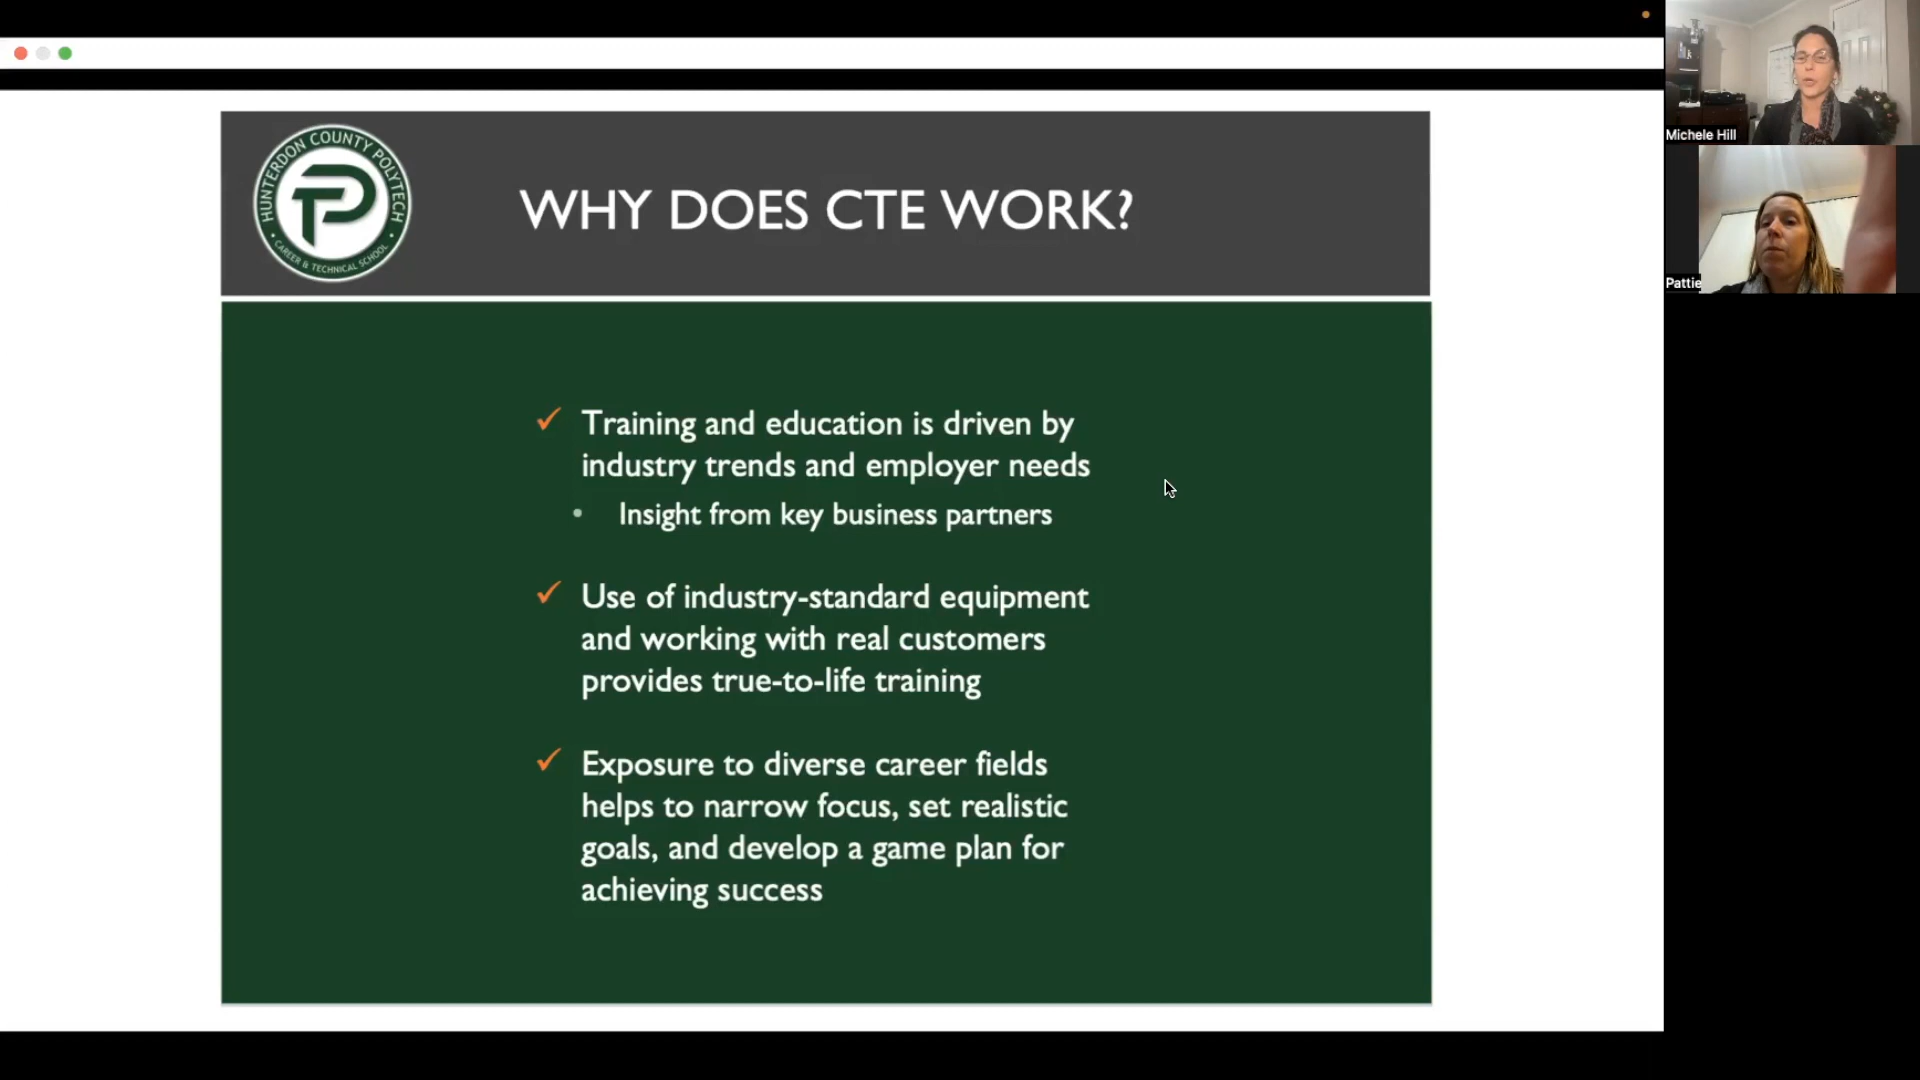 HUNTERDON COUNTY POLYTECH
• CAREER & TECHNICAL SCHOOL •
WHY DOES CTE WORK?
✓ Training and education is driven by
industry trends and employer needs
• Insight from key business partners
✓ Use of industry-standard equipment
and working with real customers
provides true-to-life training
✓ Exposure to diverse career fields
helps to narrow focus, set realistic
goals, and develop a game plan for
achieving success
Michele Hill
Pattie